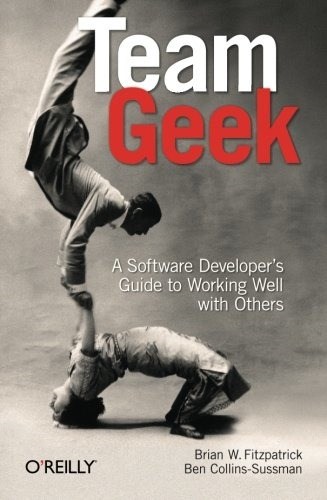 Team
Geek
A Software Developer's
Guide to Working Well
with Others
Brian W. Fitzpatrick
Ben Collins-Sussman
O'REILLY